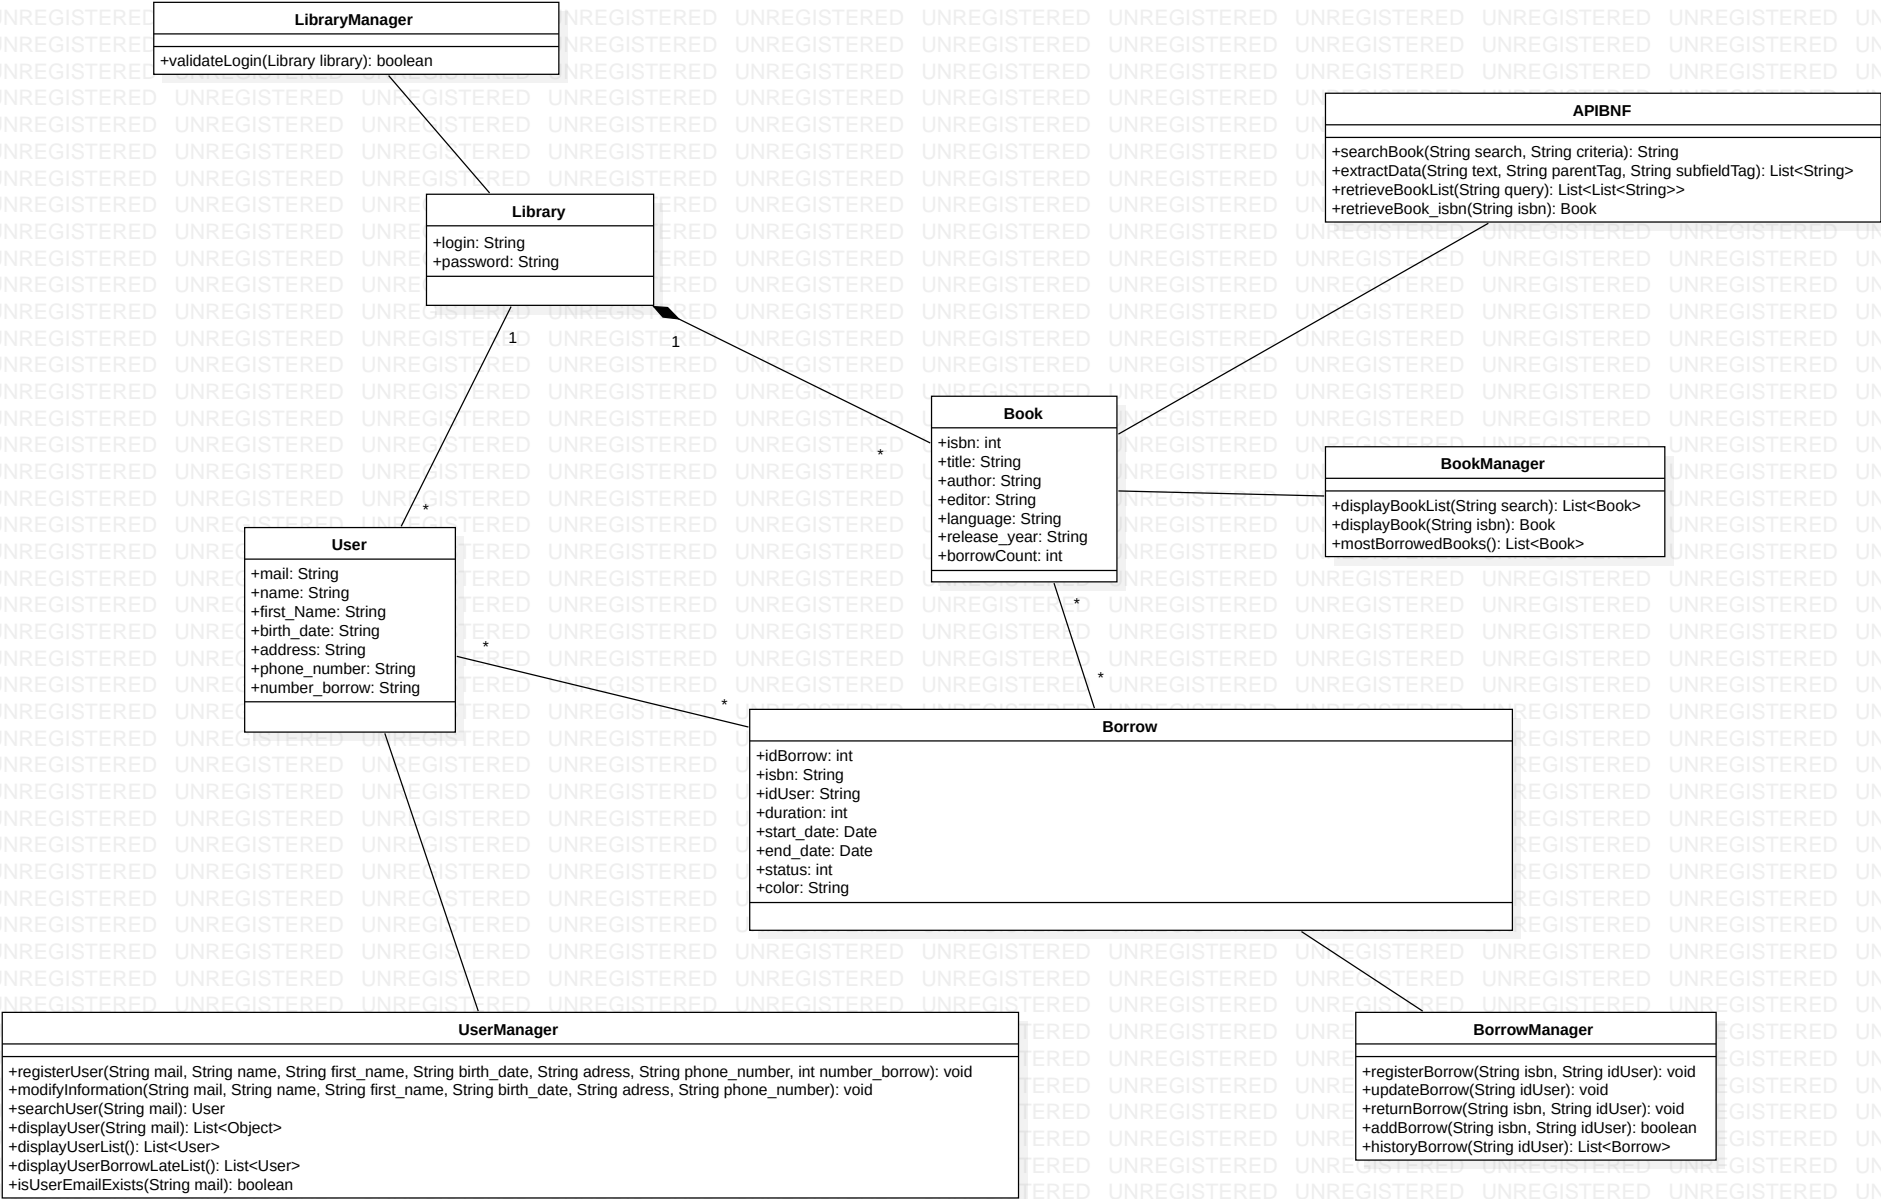 LibraryManager
+validateLogin(Library library): boolean
APIBNF
+searchBook(String search, String criteria): String
+extractData(String text, String parentTag, String subfieldTag): List<String>
+retrieveBookList(String query): List<List<String>>
+retrieveBook_isbn(String isbn): Book
Library
+login: String
+password: String
1
1
*
*
Book
+isbn: int
+title: String
+author: String
+editor: String
+language: String
+release_year: String
+borrowCount: int
BookManager
+displayBookList(String search): List<Book>
+displayBook(String isbn): Book
+mostBorrowedBooks(): List<Book>
User
+mail: String
+name: String
+first_Name: String
+birth_date: String
+address: String
+phone_number: String
+number_borrow: String
*
*
*
*
Borrow
+idBorrow: int
+isbn: String
+idUser: String
+duration: int
+start_date: Date
+end_date: Date
+status: int
+color: String
UserManager
+registerUser(String mail, String name, String first_name, String birth_date, String adress, String phone_number, int number_borrow): void
+modifyInformation(String mail, String name, String first_name, String birth_date, String adress, String phone_number): void
+searchUser(String mail): User
+displayUser(String mail): List<Object>
+displayUserList(): List<User>
+displayUserBorrowLateList(): List<User>
+isUserEmailExists(String mail): boolean
BorrowManager
+registerBorrow(String isbn, String idUser): void
+updateBorrow(String idUser): void
+returnBorrow(String isbn, String idUser): void
+addBorrow(String isbn, String idUser): boolean
+historyBorrow(String idUser): List<Borrow>
UNREGISTERED